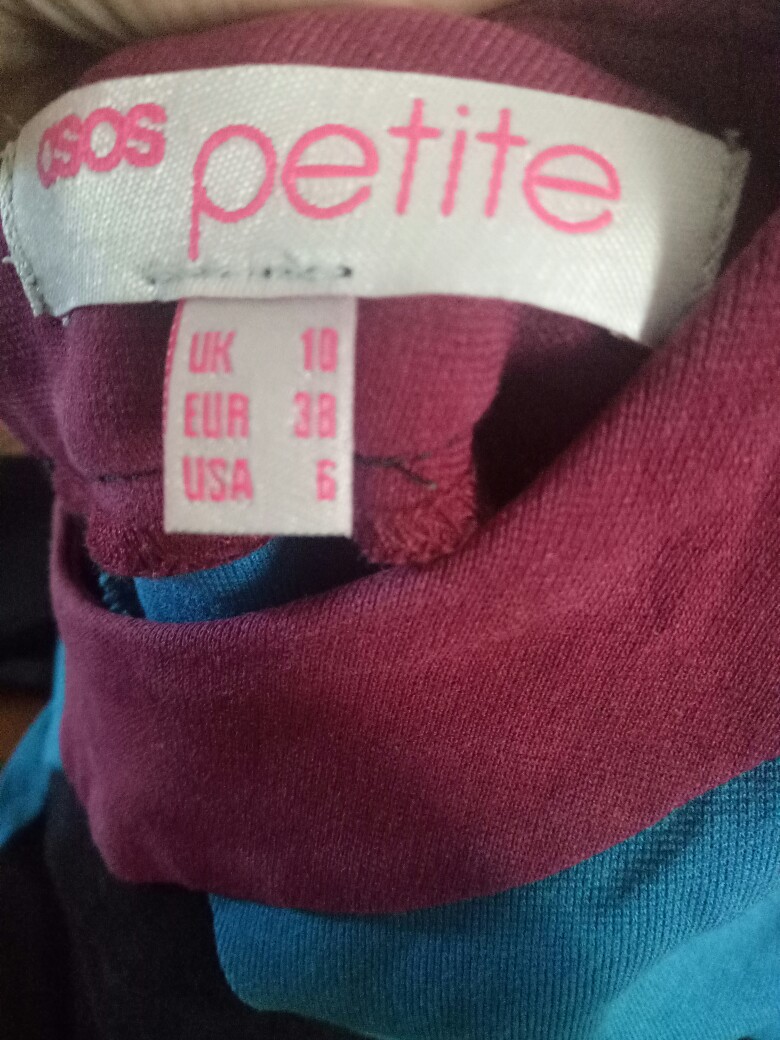 asos petite
UK 10
EUR 38
USA 6